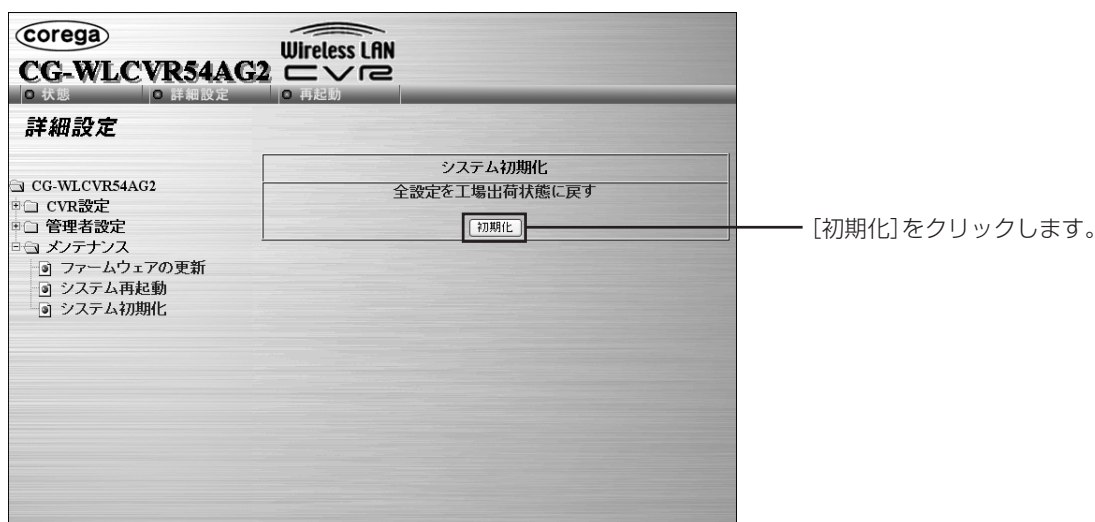 corega
Wireless LAN
CVR
CG-WLCVR54AG2
状態
詳細設定
再起動
詳細設定
システム初期化
全設定を工場出荷状態に戻す
初期化
[初期化]をクリックします。
CG-WLCVR54AG2
CVR設定
管理者設定
メンテナンス
ファームウェアの更新
システム再起動
システム初期化